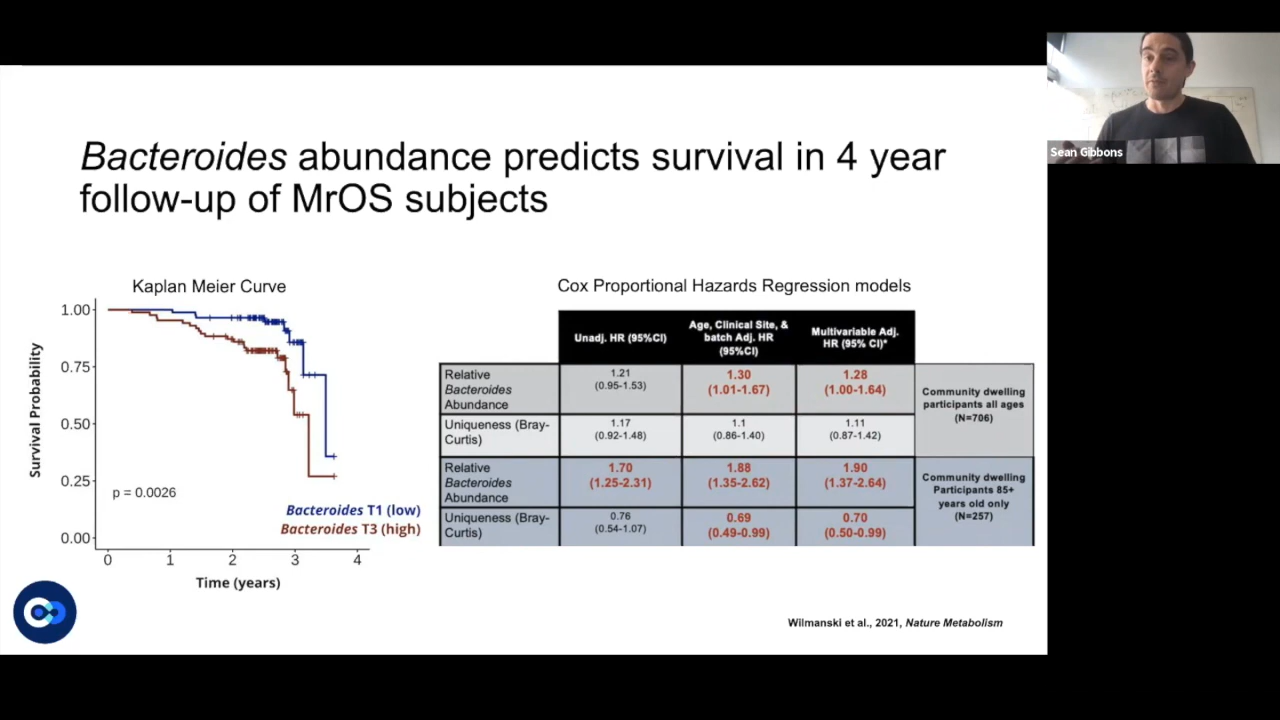 Sean Gibbons
Bacteroides abundance predicts survival in 4 year
follow-up of MrOS subjects
Kaplan Meier Curve
Survival Probability
1.00
0.75
0.50
0.25
0.00
p = 0.0026
Bacteroides T1 (low)
Bacteroides T3 (high)
0 1 2 3 4
Time (years)
Cox Proportional Hazards Regression models
Unadj. HR (95%CI)
Age, Clinical Site, &
batch Adj. HR
(95%CI)
Multivariable Adj.
HR (95% CI)*
Relative
Bacteroides
Abundance
1.21
(0.95-1.53)
1.30
(1.01-1.67)
1.28
(1.00-1.64)
Community dwelling
participants all ages
(N=706)
Uniqueness (Bray-
Curtis)
1.17
(0.92-1.48)
1.1
(0.86-1.40)
1.11
(0.87-1.42)
Relative
Bacteroides
Abundance
1.70
(1.25-2.31)
1.88
(1.35-2.62)
1.90
(1.37-2.64)
Community dwelling
Participants 85+
years old only
(N=257)
Uniqueness (Bray-
Curtis)
0.76
(0.54-1.07)
0.69
(0.49-0.99)
0.70
(0.50-0.99)
Wilmanski et al., 2021, Nature Metabolism